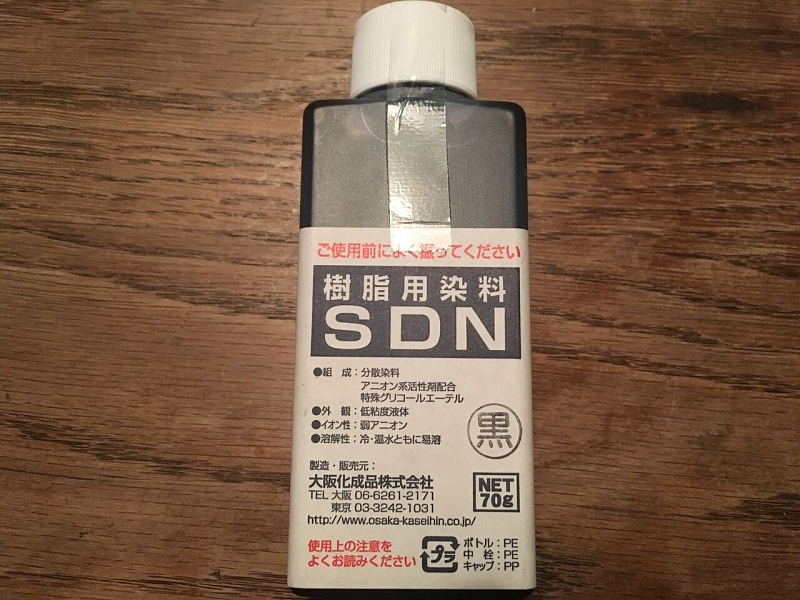 ご使用前によく振ってください
樹脂用染料
SDN
●組 成：分散染料
アニオン系活性剤配合
特殊グリコールエーテル
●外 観：低粘度液体
●イオン性：弱アニオン
●溶解性：冷・温水ともに易溶
黒
製造・販売元：
大阪化成品株式会社
TEL 大阪 06-6261-2171
東京 03-3242-1031
http://www.osaka-kaseihin.co.jp/
NET
70g
使用上の注意を
よくお読みください
プラ
ボトル：PE
中 栓：PE
キャップ：PP